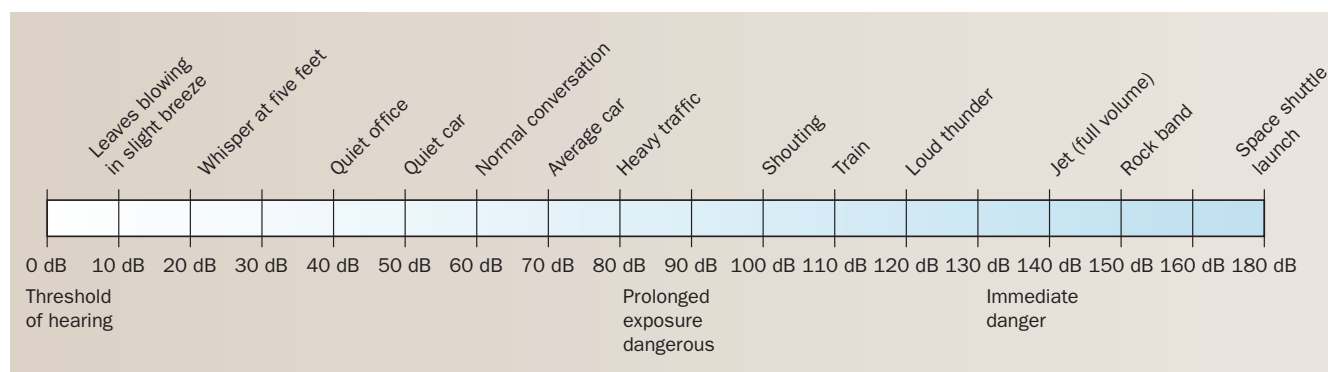 Leaves blowing
in slight breeze
Whisper at five feet
Quiet office
Quiet car
Normal conversation
Average car
Heavy traffic
Shouting
Train
Loud thunder
Jet (full volume)
Rock band
Space shuttle
launch
0 dB 10 dB 20 dB 30 dB 40 dB 50 dB 60 dB 70 dB 80 dB 90 dB 100 dB 110 dB 120 dB 130 dB 140 dB 150 dB 160 dB 180 dB
Threshold
of hearing
Prolonged
exposure
dangerous
Immediate
danger